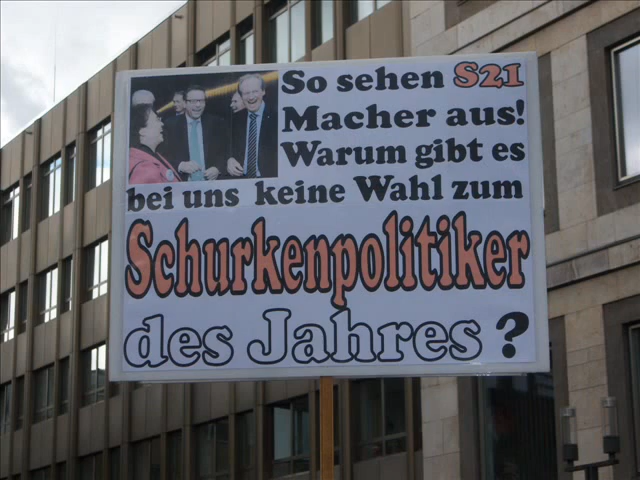 So sehen S21
Macher aus!
Warum gibt es
bei uns keine Wahl zum
Schurkenpolitiker
des Jahres ?